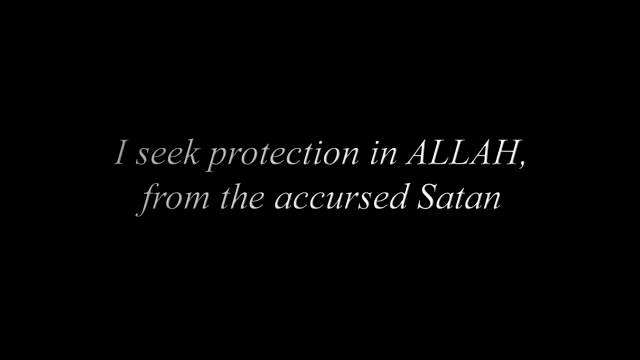 I seek protection in ALLAH,
from the accursed Satan